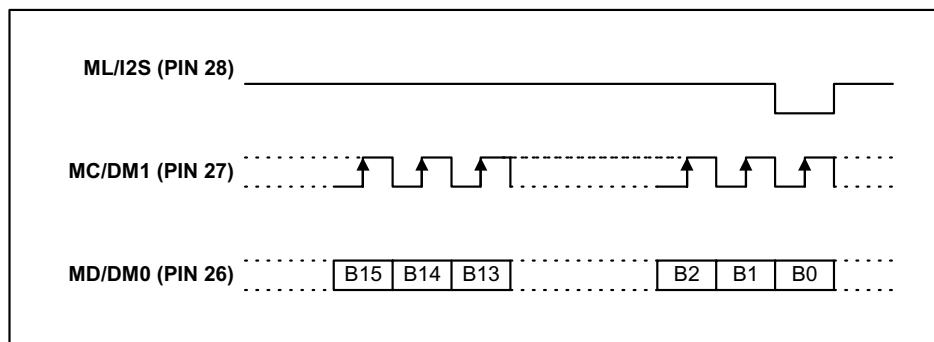 ML/I2S (PIN 28)
MC/DM1 (PIN 27)
MD/DM0 (PIN 26) B15 B14 B13 B2 B1 B0